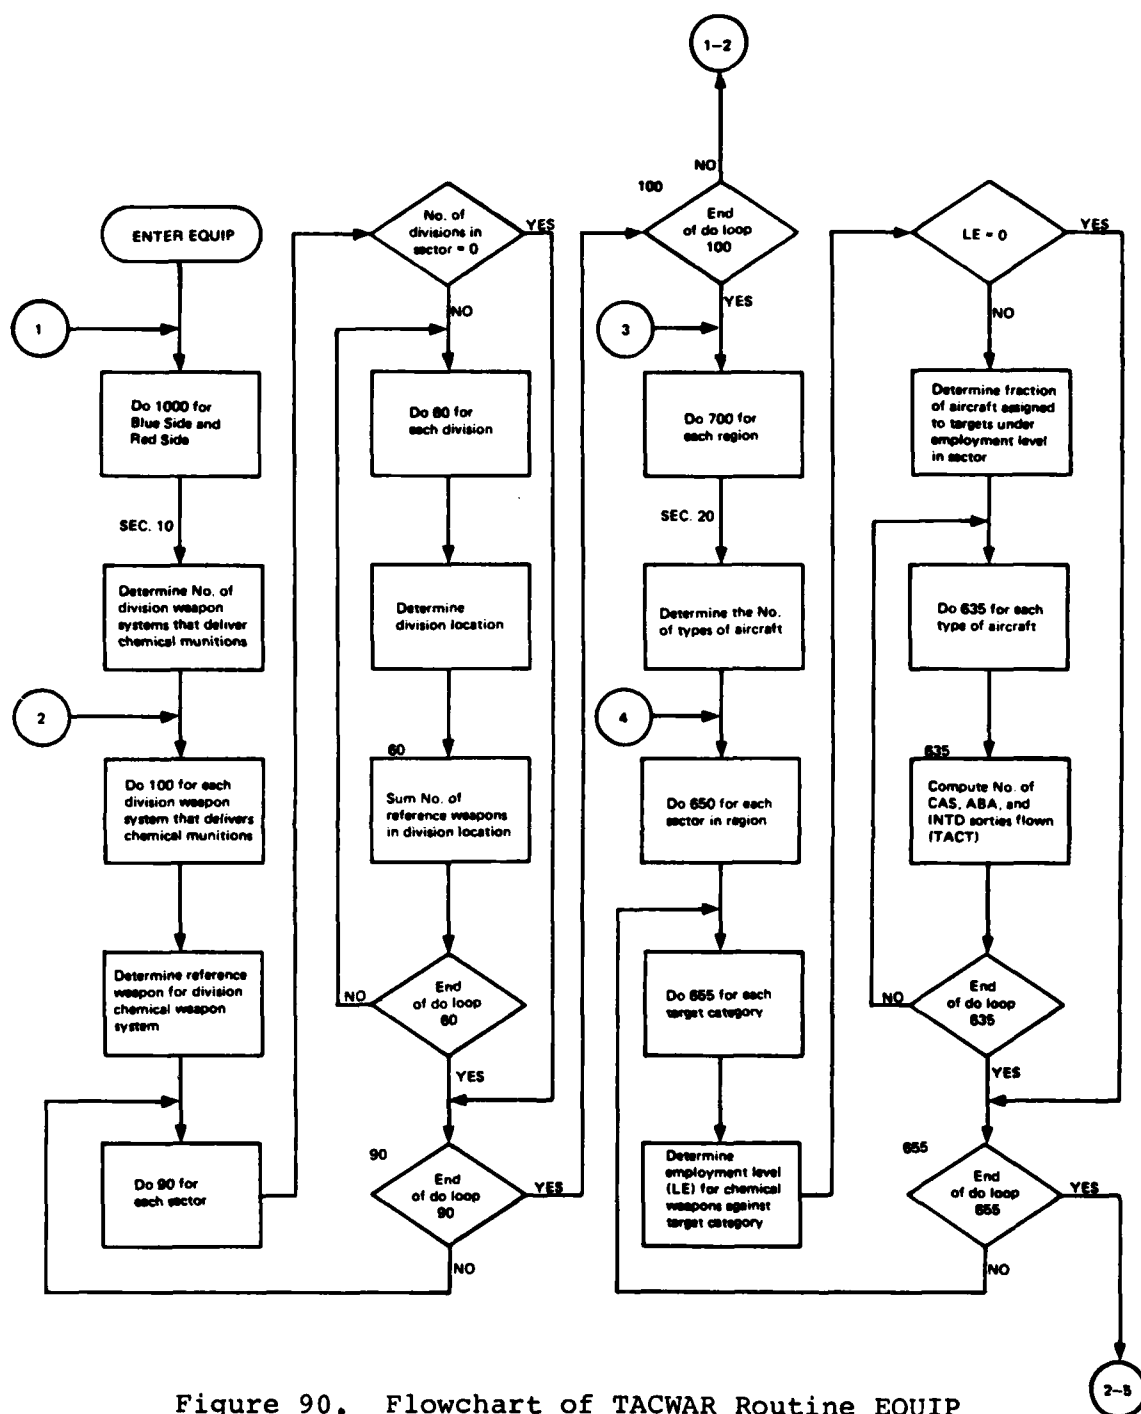 ENTER EQUIP
1
Do 1000 for
Blue Side and
Red Side
SEC. 10
Determine No. of
division weapon
systems that deliver
chemical munitions
2
Do 100 for each
division weapon
system that delivers
chemical munitions
Determine reference
weapon for division
chemical weapon
system
Do 90 for
each sector
No. of
divisions in
sector = 0
YES
NO
Do 60 for
each division
Determine
division location
60
Sum No. of
reference weapons
in division location
End
of do loop
60
NO
YES
90
End
of do loop
90
YES
NO
1-2
NO
100
End
of do loop
100
YES
3
Do 700 for
each region
SEC. 20
Determine the No.
of types of aircraft
4
Do 650 for each
sector in region
Do 655 for each
target category
Determine
employment level
(LE) for chemical
weapons against
target category
LE = 0
YES
NO
Determine fraction
of aircraft assigned
to targets under
employment level
in sector
Do 635 for each
type of aircraft
635
Compute No. of
CAS, ABA, and
INTD sorties flown
(TACT)
End
of do loop
635
NO
YES
655
End
of do loop
655
YES
NO
2-5
Figure 90. Flowchart of TACWAR Routine EQUIP